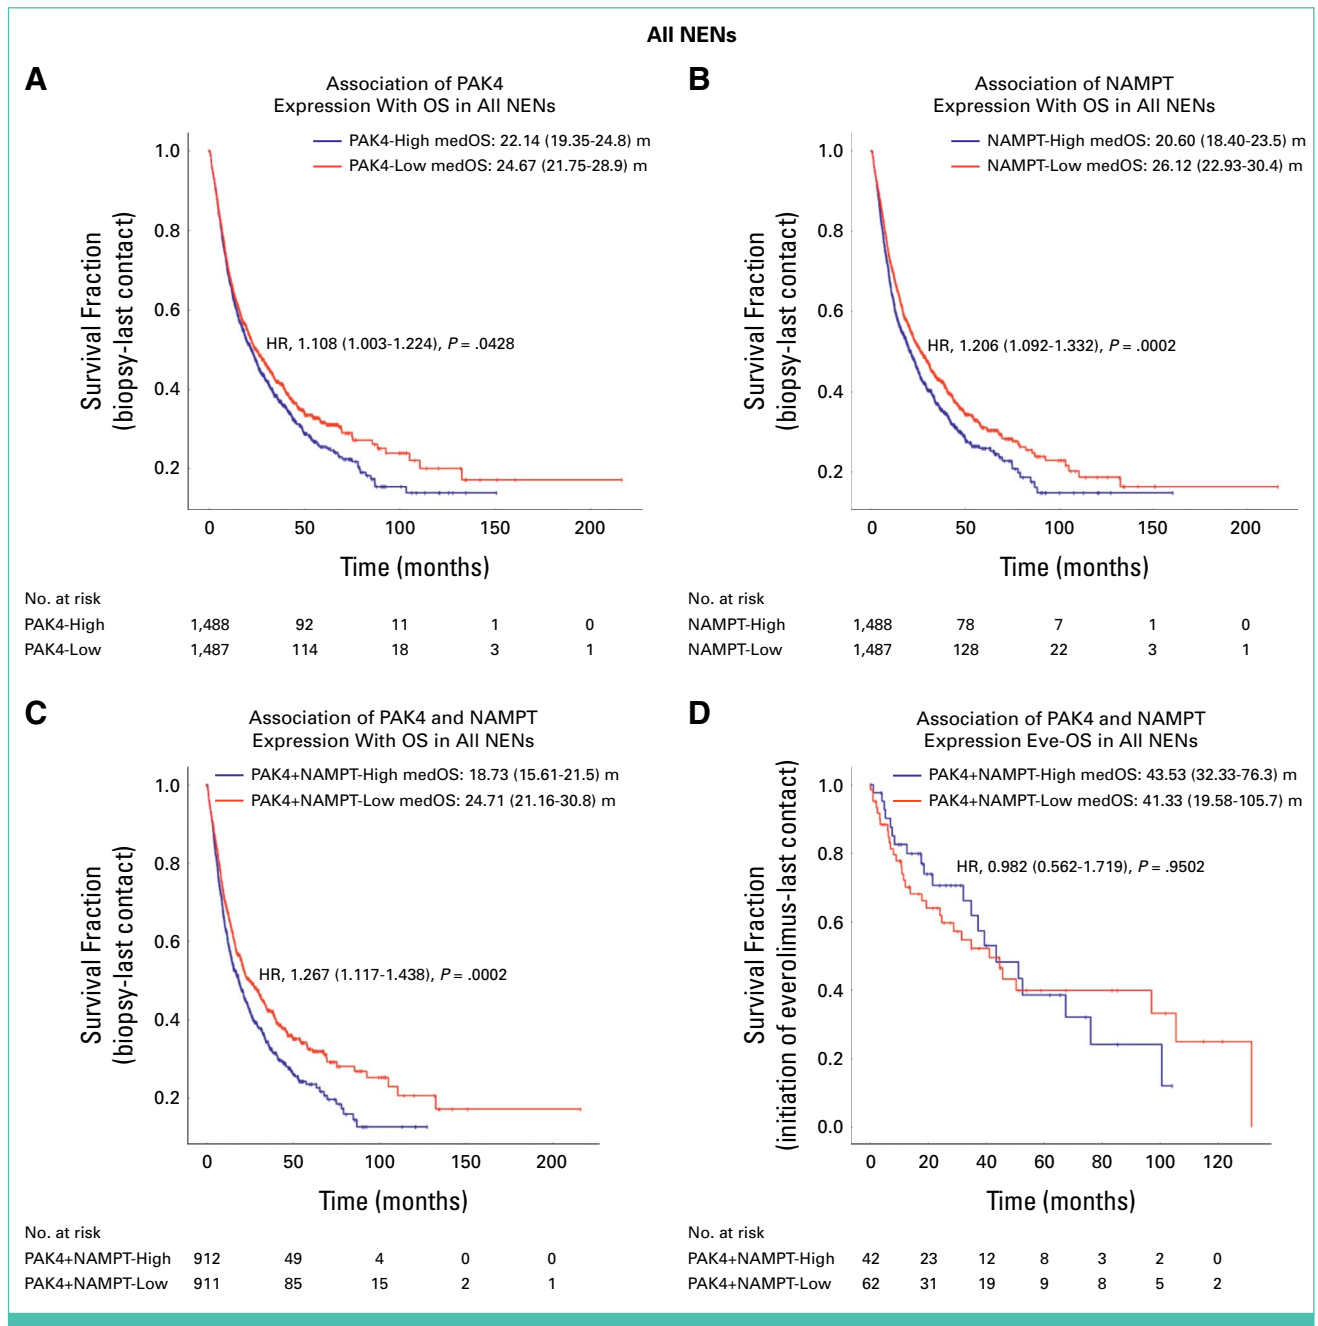 All NENs
A
Association of PAK4
Expression With OS in All NENs
PAK4-High medOS: 22.14 (19.35-24.8) m
PAK4-Low medOS: 24.67 (21.75-28.9) m
Survival Fraction
(biopsy-last contact)
1.0
0.8
0.6
0.4
0.2
HR, 1.108 (1.003-1.224), P = .0428
0 50 100 150 200
Time (months)
No. at risk
PAK4-High 1,488 92 11 1 0
PAK4-Low 1,487 114 18 3 1
B
Association of NAMPT
Expression With OS in All NENs
NAMPT-High medOS: 20.60 (18.40-23.5) m
NAMPT-Low medOS: 26.12 (22.93-30.4) m
Survival Fraction
(biopsy-last contact)
1.0
0.8
0.6
0.4
0.2
HR, 1.206 (1.092-1.332), P = .0002
0 50 100 150 200
Time (months)
No. at risk
NAMPT-High 1,488 78 7 1 0
NAMPT-Low 1,487 128 22 3 1
C
Association of PAK4 and NAMPT
Expression With OS in All NENs
PAK4+NAMPT-High medOS: 18.73 (15.61-21.5) m
PAK4+NAMPT-Low medOS: 24.71 (21.16-30.8) m
Survival Fraction
(biopsy-last contact)
1.0
0.8
0.6
0.4
0.2
HR, 1.267 (1.117-1.438), P = .0002
0 50 100 150 200
Time (months)
No. at risk
PAK4+NAMPT-High 912 49 4 0 0
PAK4+NAMPT-Low 911 85 15 2 1
D
Association of PAK4 and NAMPT
Expression Eve-OS in All NENs
PAK4+NAMPT-High medOS: 43.53 (32.33-76.3) m
PAK4+NAMPT-Low medOS: 41.33 (19.58-105.7) m
Survival Fraction
(initiation of everolimus-last contact)
1.0
0.8
0.6
0.4
0.2
0.0
HR, 0.982 (0.562-1.719), P = .9502
0 20 40 60 80 100 120
Time (months)
No. at risk
PAK4+NAMPT-High 42 23 12 8 3 2 0
PAK4+NAMPT-Low 62 31 19 9 8 5 2